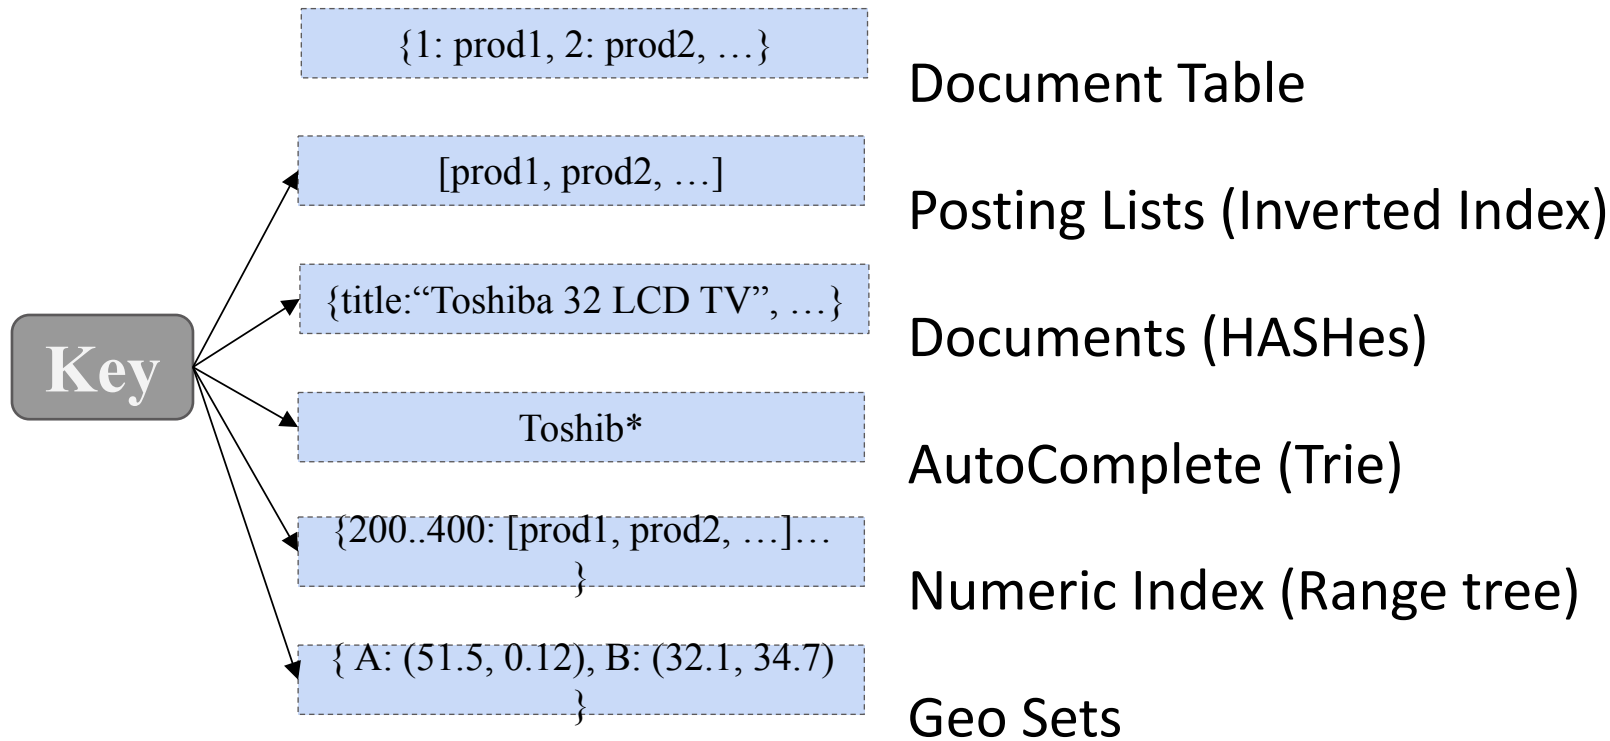 {1: prod1, 2: prod2, …}
Document Table
[prod1, prod2, …]
Posting Lists (Inverted Index)
{title:“Toshiba 32 LCD TV”, …}
Documents (HASHes)
Key
Toshib*
AutoComplete (Trie)
{200..400: [prod1, prod2, …]…
}
Numeric Index (Range tree)
{ A: (51.5, 0.12), B: (32.1, 34.7)
}
Geo Sets